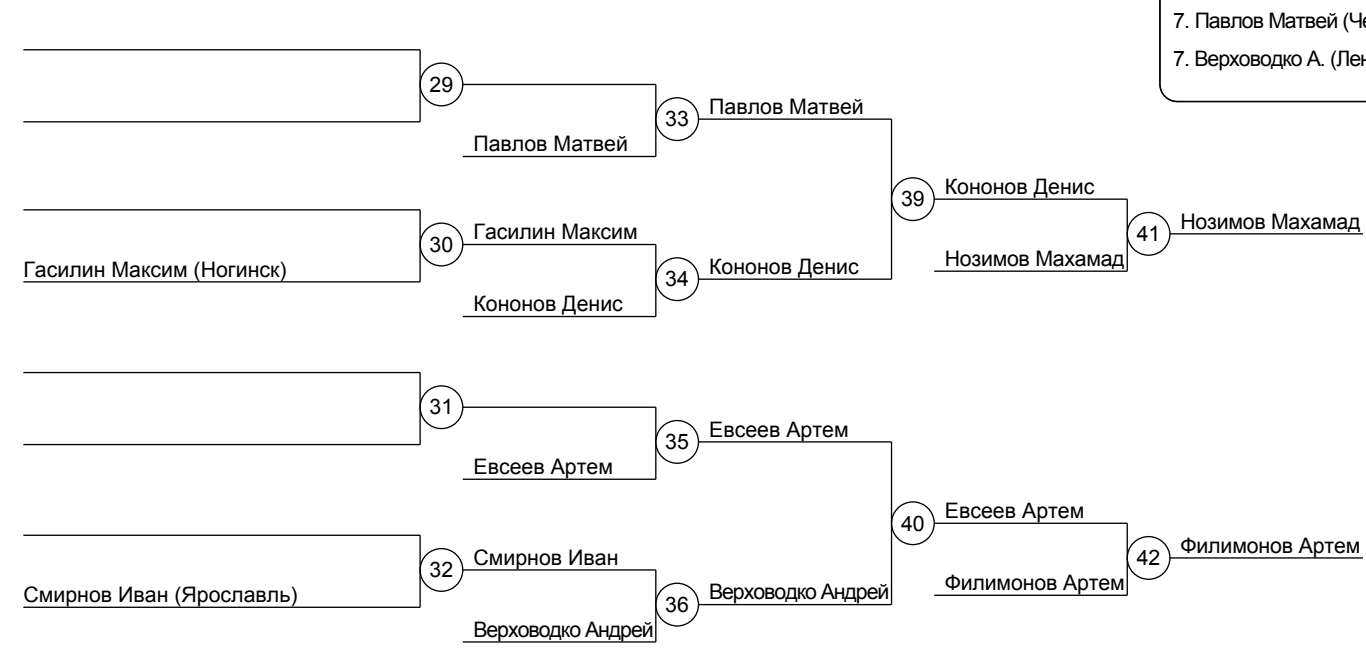 7. Павлов Матвей (Че
7. Верховодко А. (Лен
29
33
Павлов Матвей
Павлов Матвей
39
Кононов Денис
41
Нозимов Махамад
Нозимов Махамад
30
Гасилин Максим
Гасилин Максим (Ногинск)
34
Кононов Денис
Кононов Денис
31
35
Евсеев Артем
Евсеев Артем
40
Евсеев Артем
42
Филимонов Артем
Филимонов Артем
32
Смирнов Иван
Смирнов Иван (Ярославль)
36
Верховодко Андрей
Верховодко Андрей